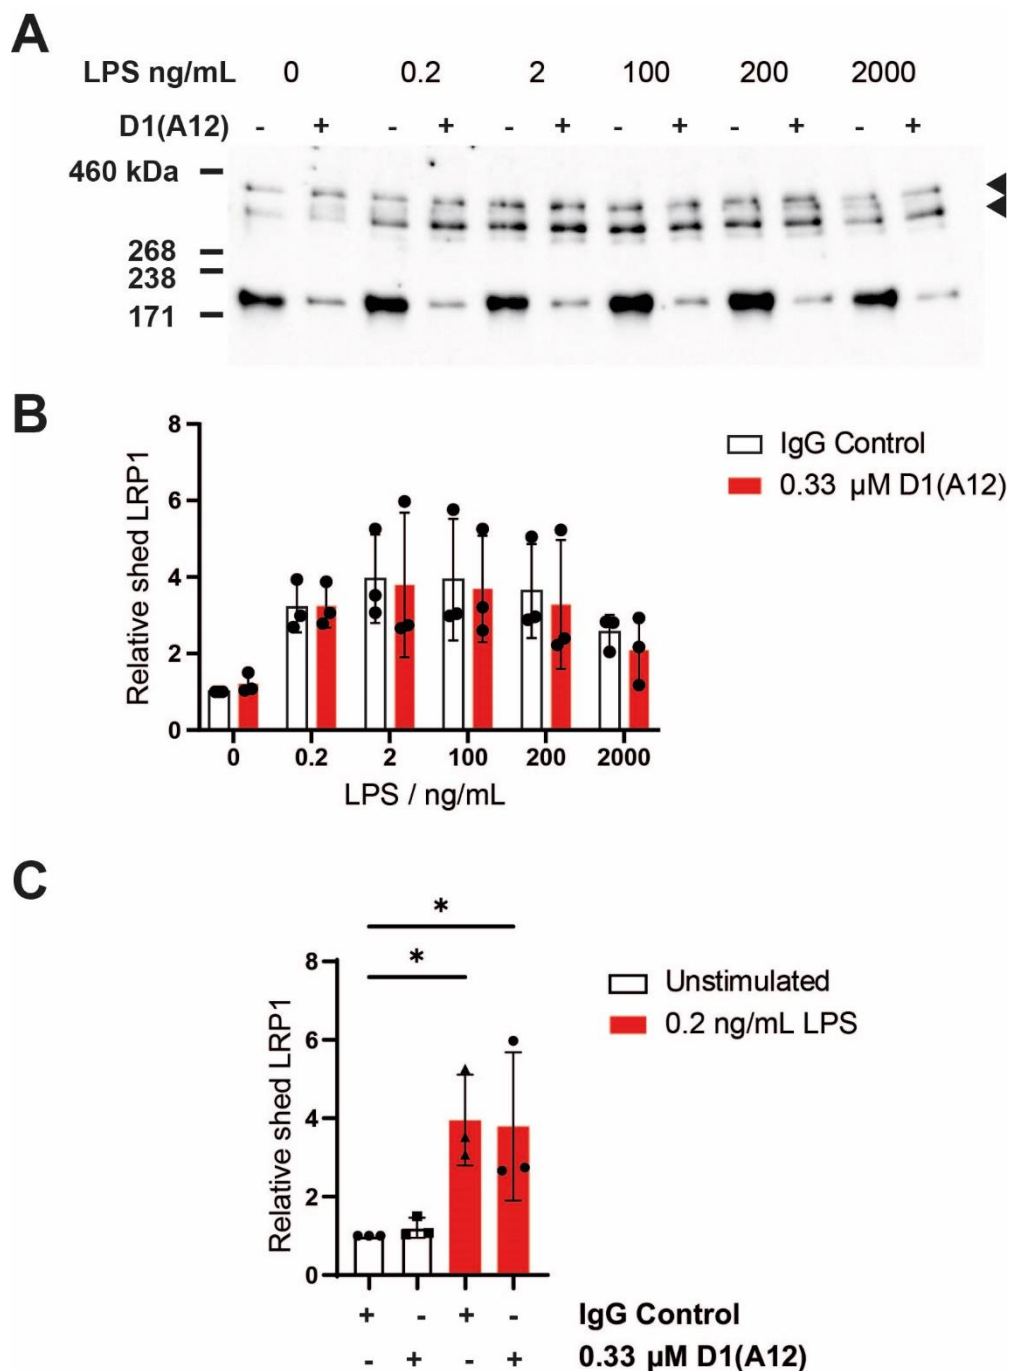 A
LPS ng/mL 0 0.2 2 100 200 2000
D1(A12) - + - + - + - + - + - +
460 kDa
268
238
171
B
8
6
4
2
0
Relative shed LRP1
IgG Control
0.33 µM D1(A12)
0 0.2 2 100 200 2000
LPS / ng/mL
C
*
*
8
6
4
2
0
Relative shed LRP1
Unstimulated
0.2 ng/mL LPS
+ - + - IgG Control
- + - + 0.33 µM D1(A12)